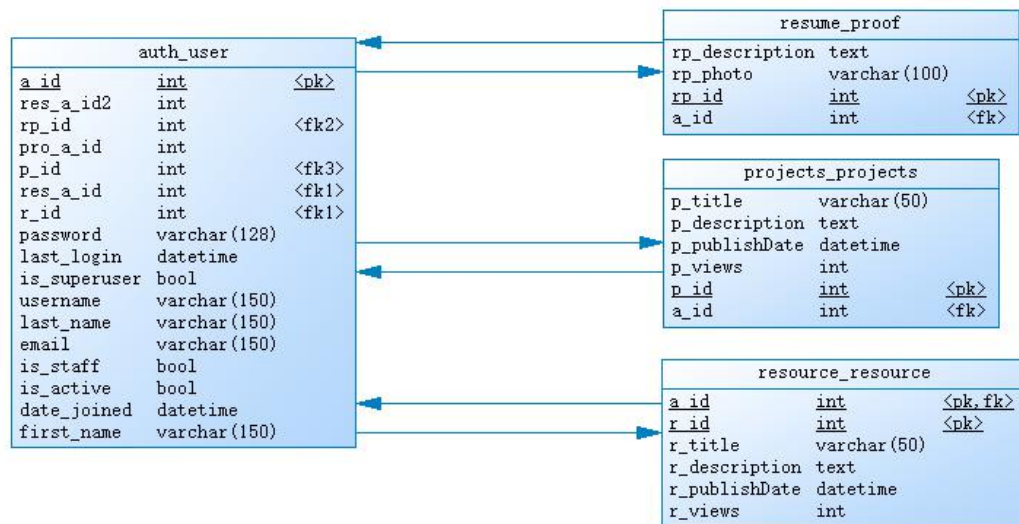 auth_user
a_id int <pk>
res_a_id2 int
rp_id int <fk2>
pro_a_id int
p_id int <fk3>
res_a_id int <fk1>
r_id int <fk1>
password varchar(128)
last_login datetime
is_superuser bool
username varchar(150)
last_name varchar(150)
email varchar(150)
is_staff bool
is_active bool
date_joined datetime
first_name varchar(150)
resume_proof
rp_description text
rp_photo varchar(100)
rp_id int <pk>
a_id int <fk>
projects_projects
p_title varchar(50)
p_description text
p_publishDate datetime
p_views int
p_id int <pk>
a_id int <fk>
resource_resource
a_id int <pk,fk>
r_id int <pk>
r_title varchar(50)
r_description text
r_publishDate datetime
r_views int